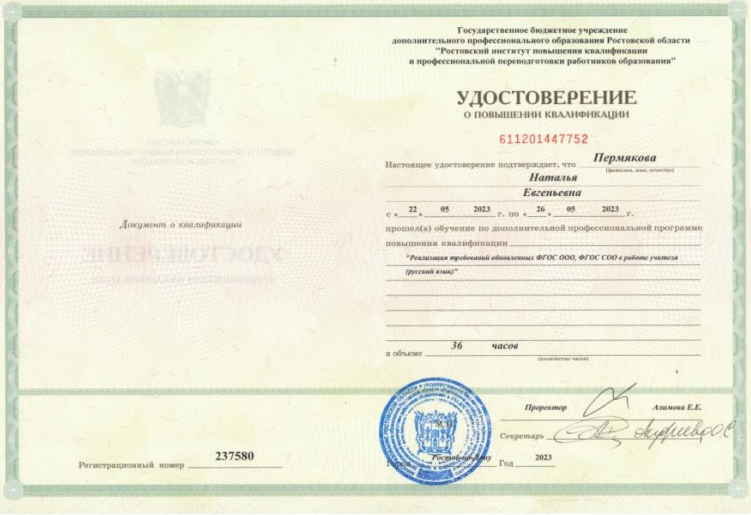 Государственное бюджетное учреждение
дополнительного профессионального образования Ростовской области
"Ростовский институт повышения квалификации
и профессиональной переподготовки работников образования"
УДОСТОВЕРЕНИЕ
О ПОВЫШЕНИИ КВАЛИФИКАЦИИ
611201447752
Настоящее удостоверение подтверждает, что Пермякова
(фамилия, имя, отчество)
Наталья
Евгеньевна
с « 22 » 05 2023 г. по « 26 » 05 2023 г.
прошел(а) обучение по дополнительной профессиональной программе
повышения квалификации
"Реализация требований обновленных ФГОС ООО, ФГОС СОО в работе учителя
(русский язык)"
в объеме 36 часов
(количество часов)
Документ о квалификации
Регистрационный номер 237580
М.П.
Проректор Алимова Е.Е.
Секретарь
Город Ростов-на-Дону Год 2023